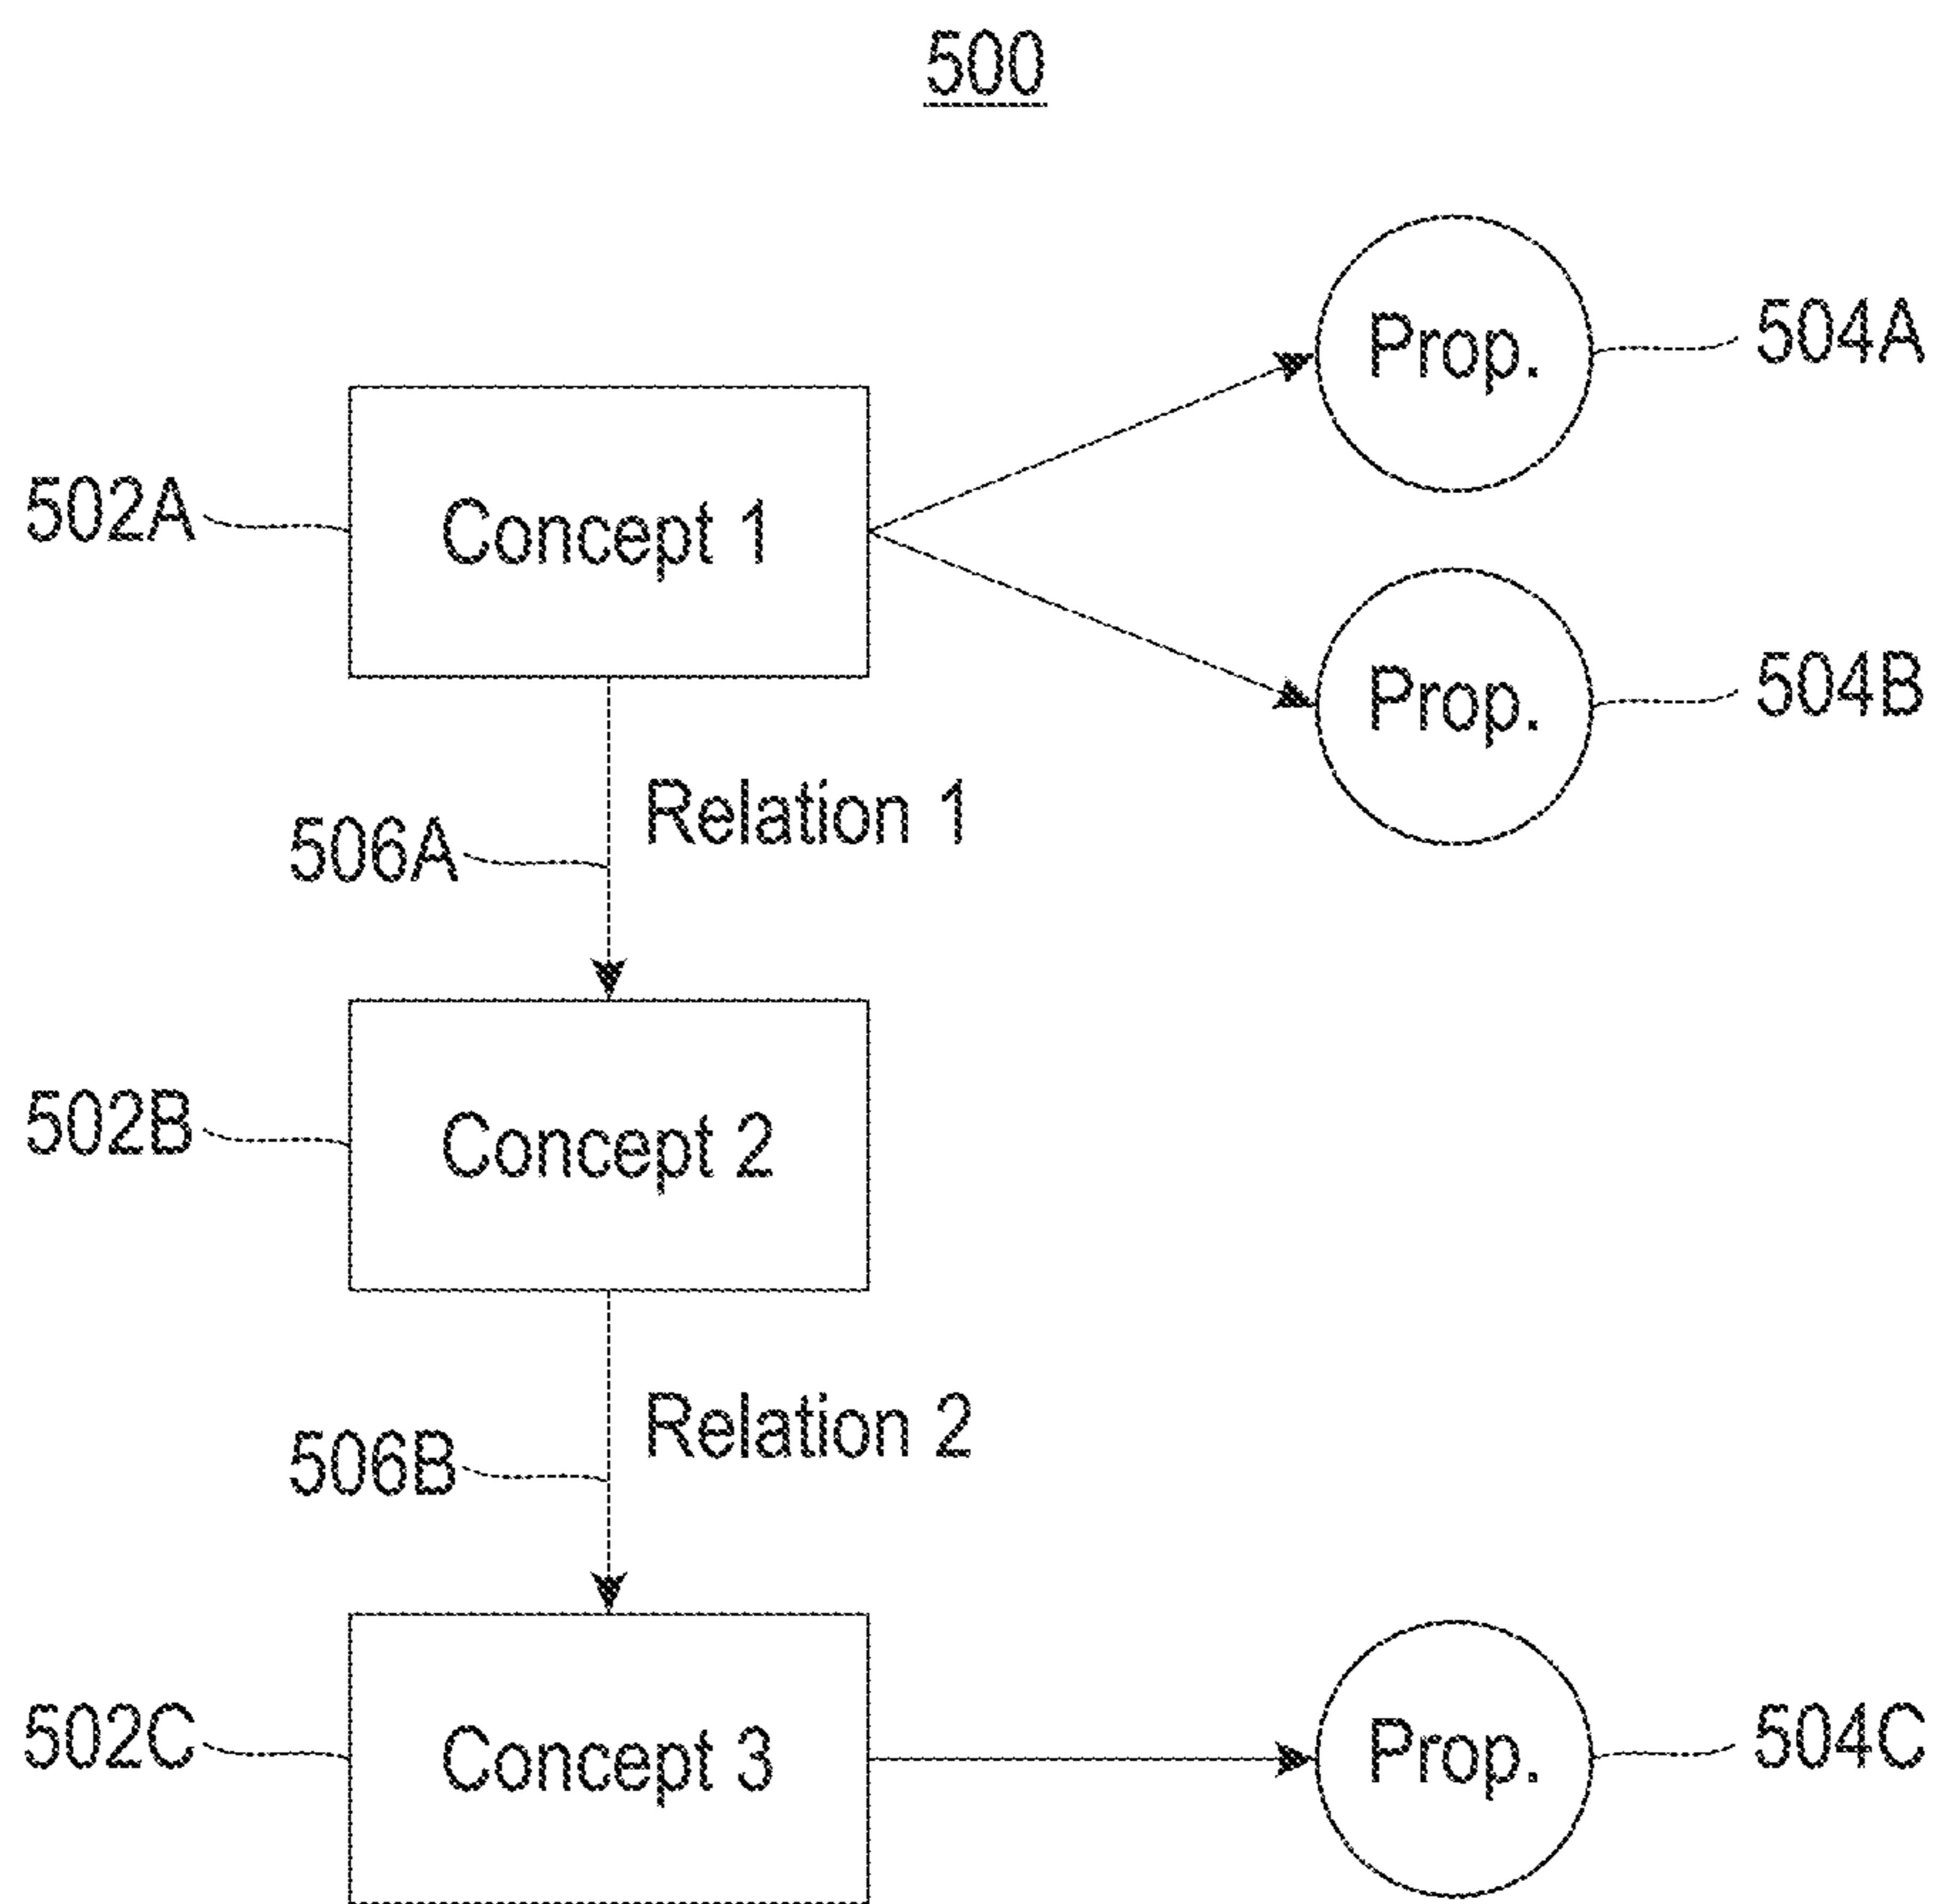 500
Prop.
504A
502A
Concept 1
Prop.
504B
Relation 1
506A
502B
Concept 2
Relation 2
506B
502C
Concept 3
Prop.
504C